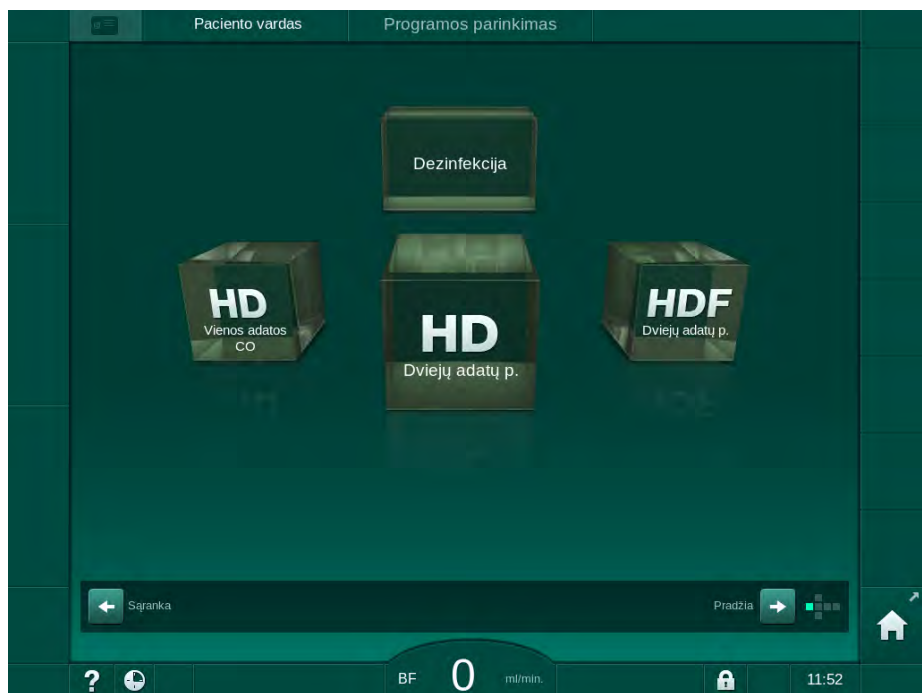 Paciento vardas
Programos parinkimas
Dezinfekcija
HD
Vienos adatos
CO
HD
Dviejų adatų p.
HDF
Dviejų adatų p.
Sąranka
Pradžia
?
BF 0 ml/min.
11:52